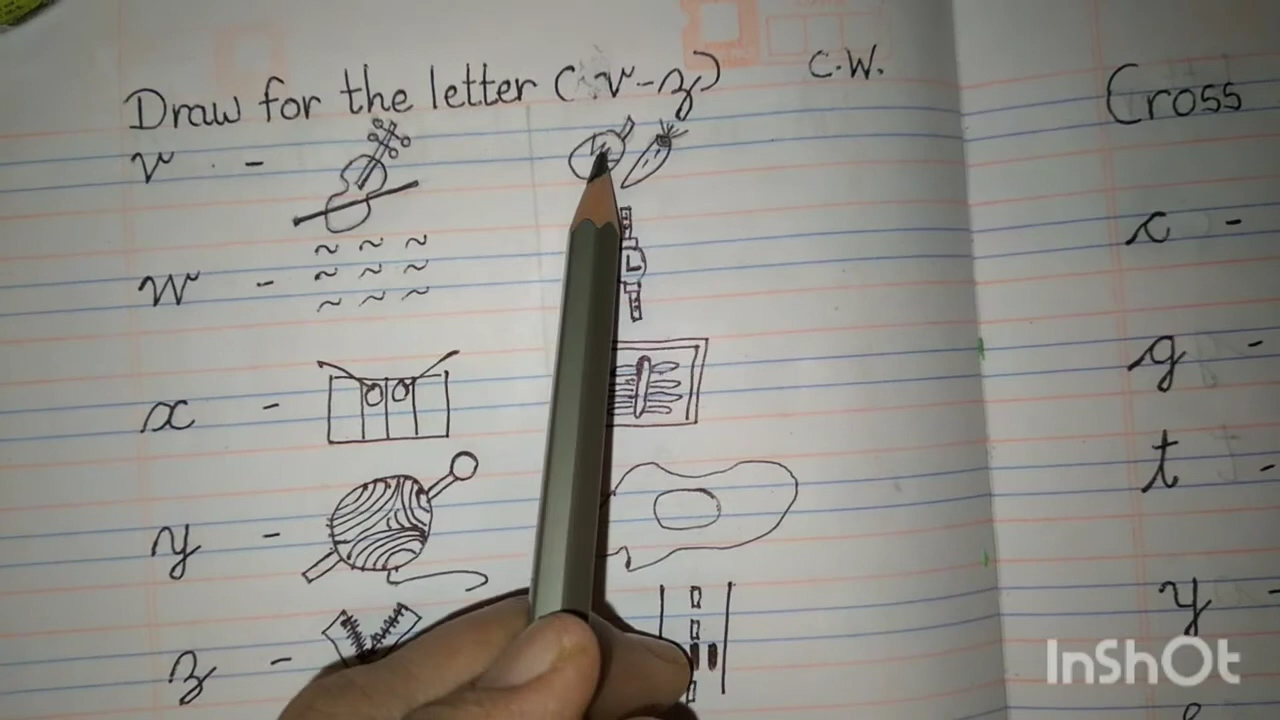 Draw for the letter (v-z) C.W.
v -
w -
x -
y -
z -
Cross
x -
g -
t -
y -
InShOt